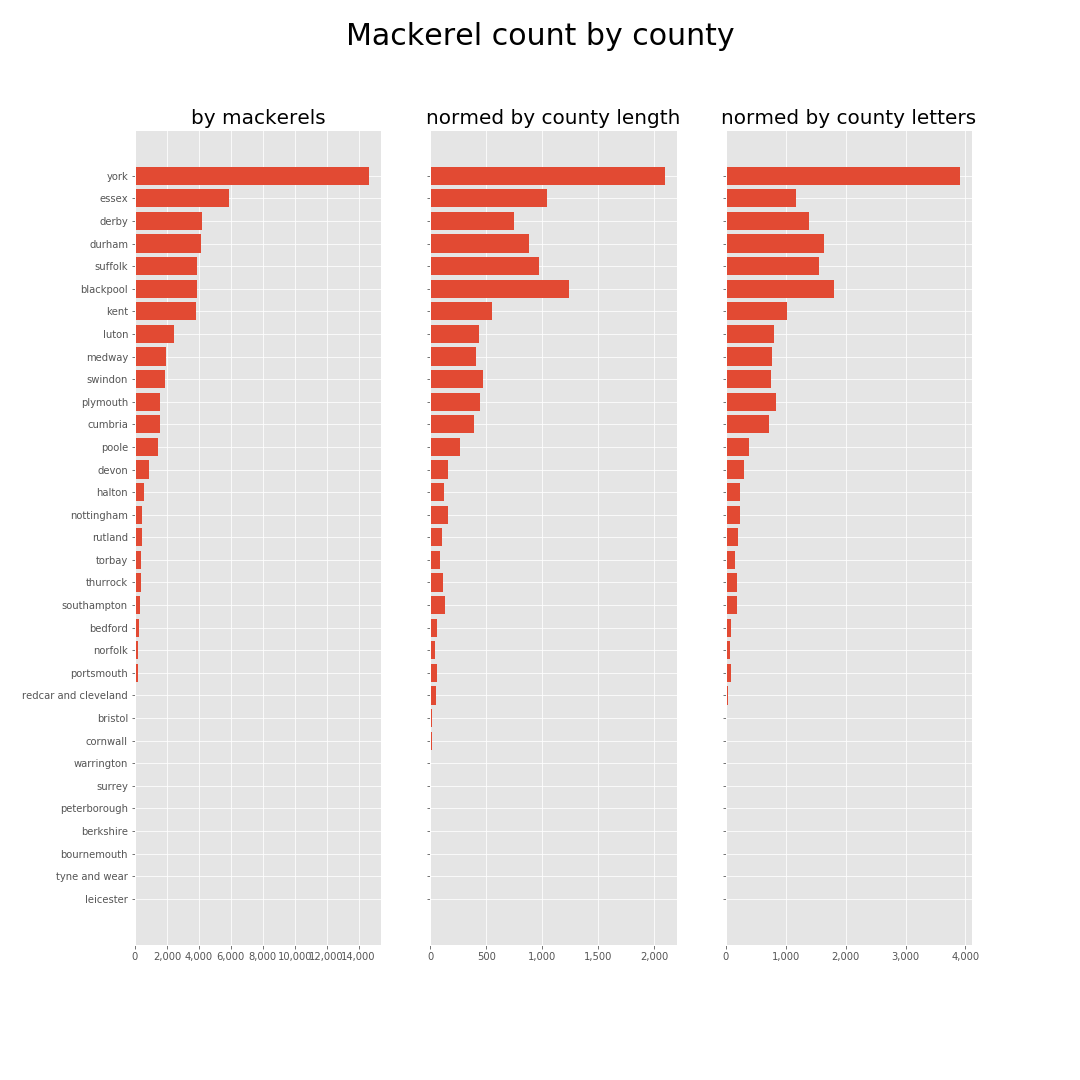 Mackerel count by county
by mackerels
normed by county length
normed by county letters
york
essex
derby
durham
suffolk
blackpool
kent
luton
medway
swindon
plymouth
cumbria
poole
devon
halton
nottingham
rutland
torbay
thurrock
southampton
bedford
norfolk
portsmouth
redcar and cleveland
bristol
cornwall
warrington
surrey
peterborough
berkshire
bournemouth
tyne and wear
leicester
0 2,000 4,000 6,000 8,000 10,000 12,000 14,000
0 500 1,000 1,500 2,000
0 1,000 2,000 3,000 4,000